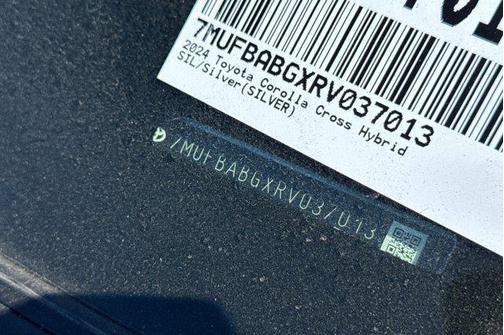 7MUFBABGXRV037013
2024 Toyota Corolla Cross Hybrid
SIL/Silver(SILVER)
7MUFBABGXRV037013